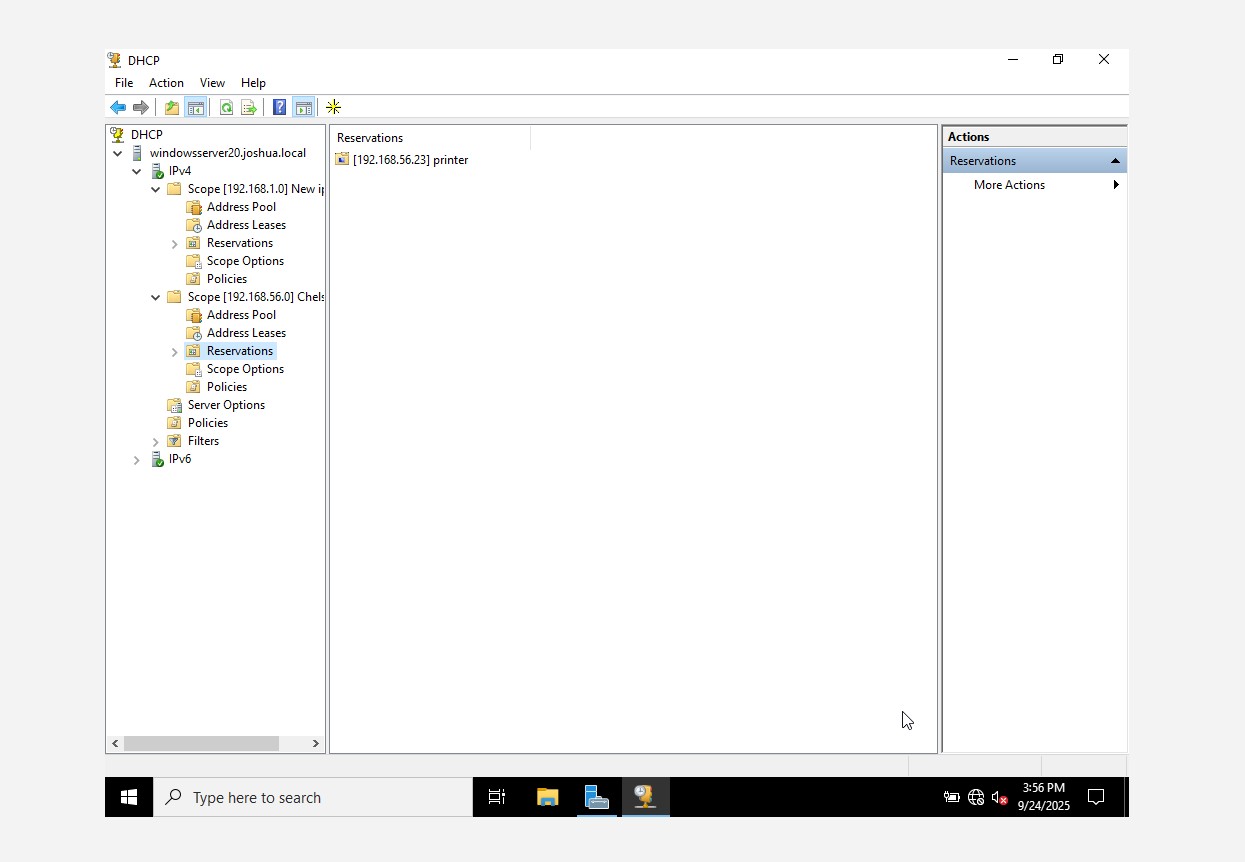 DHCP
File Action View Help
DHCP
windowsserver20.joshua.local
IPv4
Scope [192.168.1.0] New ip
Address Pool
Address Leases
Reservations
Scope Options
Policies
Scope [192.168.56.0] Chels
Address Pool
Address Leases
Reservations
Scope Options
Policies
Server Options
Policies
Filters
IPv6
Reservations
[192.168.56.23] printer
Actions
Reservations
More Actions
Type here to search
3:56 PM
9/24/2025